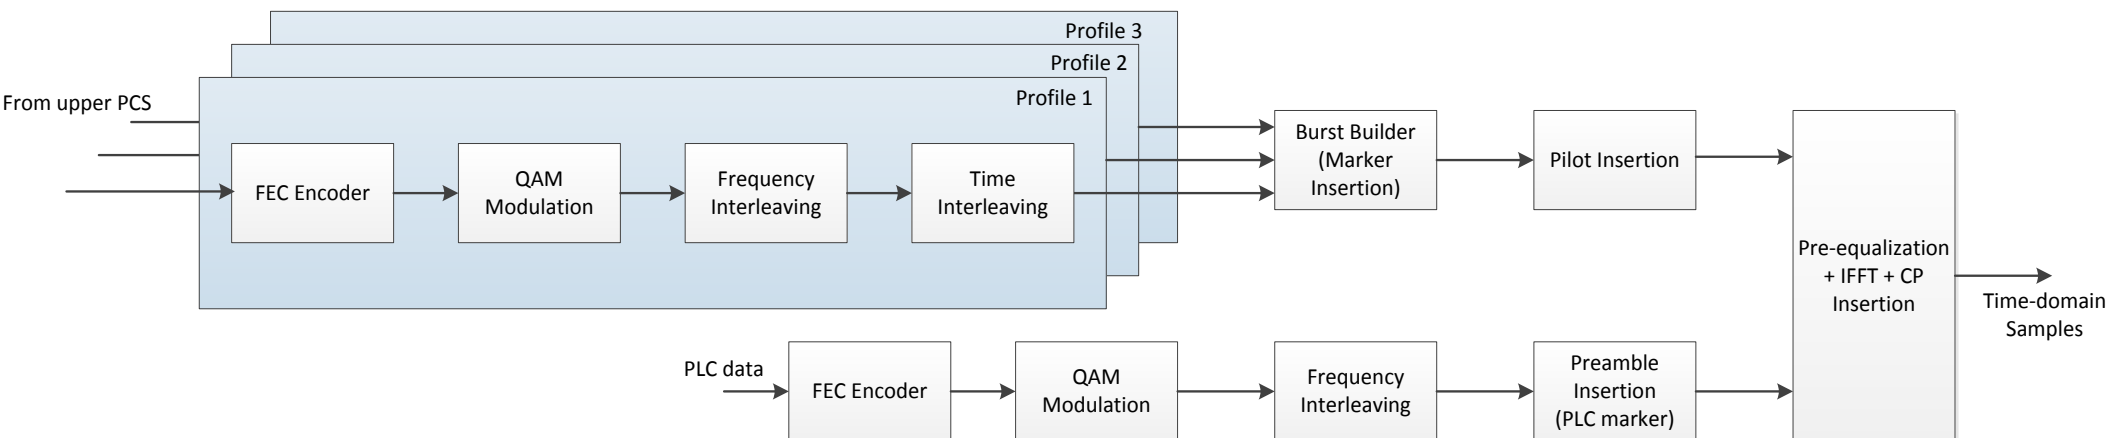 Profile 3
Profile 2
Profile 1
From upper PCS
FEC Encoder
QAM
Modulation
Frequency
Interleaving
Time
Interleaving
Burst Builder
(Marker
Insertion)
Pilot Insertion
Pre-equalization
+ IFFT + CP
Insertion
Time-domain
Samples
PLC data
FEC Encoder
QAM
Modulation
Frequency
Interleaving
Preamble
Insertion
(PLC marker)